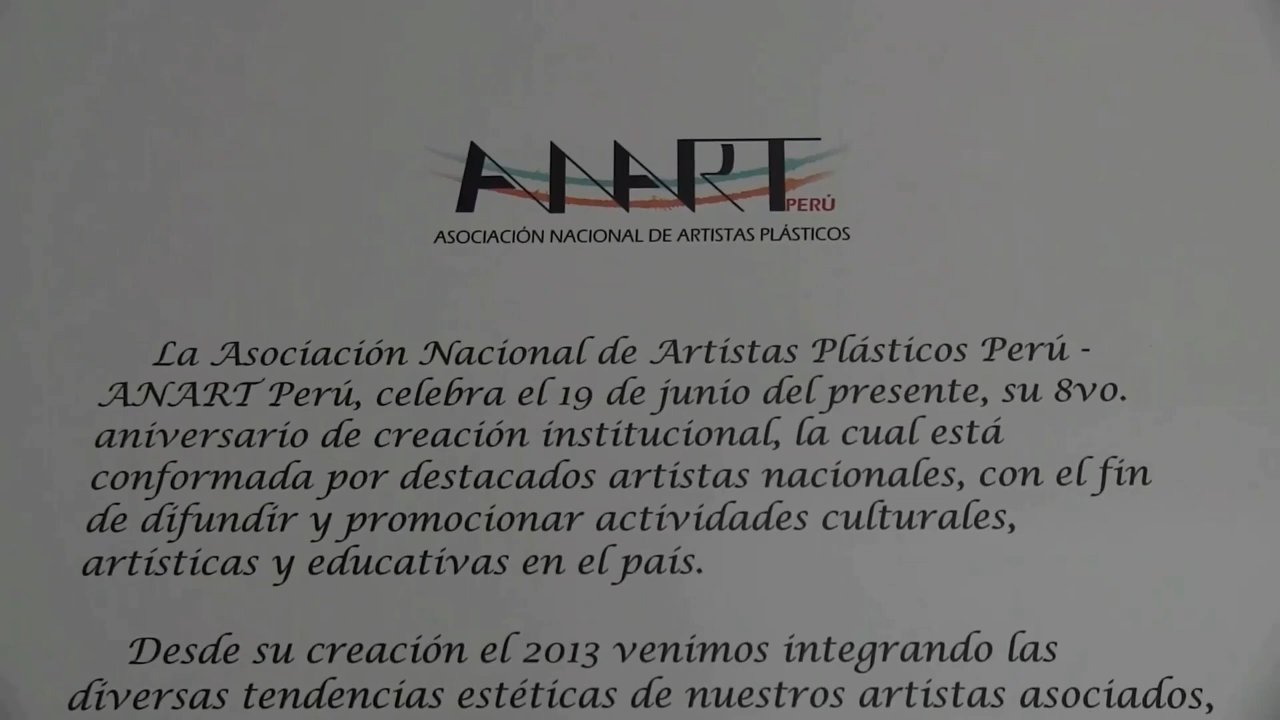 ANART
PERÚ
ASOCIACIÓN NACIONAL DE ARTISTAS PLÁSTICOS
La Asociación Nacional de Artistas Plásticos Perú -
ANART Perú, celebra el 19 de junio del presente, su 8vo.
aniversario de creación institucional, la cual está
conformada por destacados artistas nacionales, con el fin
de difundir y promocionar actividades culturales,
artísticas y educativas en el país.
Desde su creación el 2013 venimos integrando las
diversas tendencias estéticas de nuestros artistas asociados,